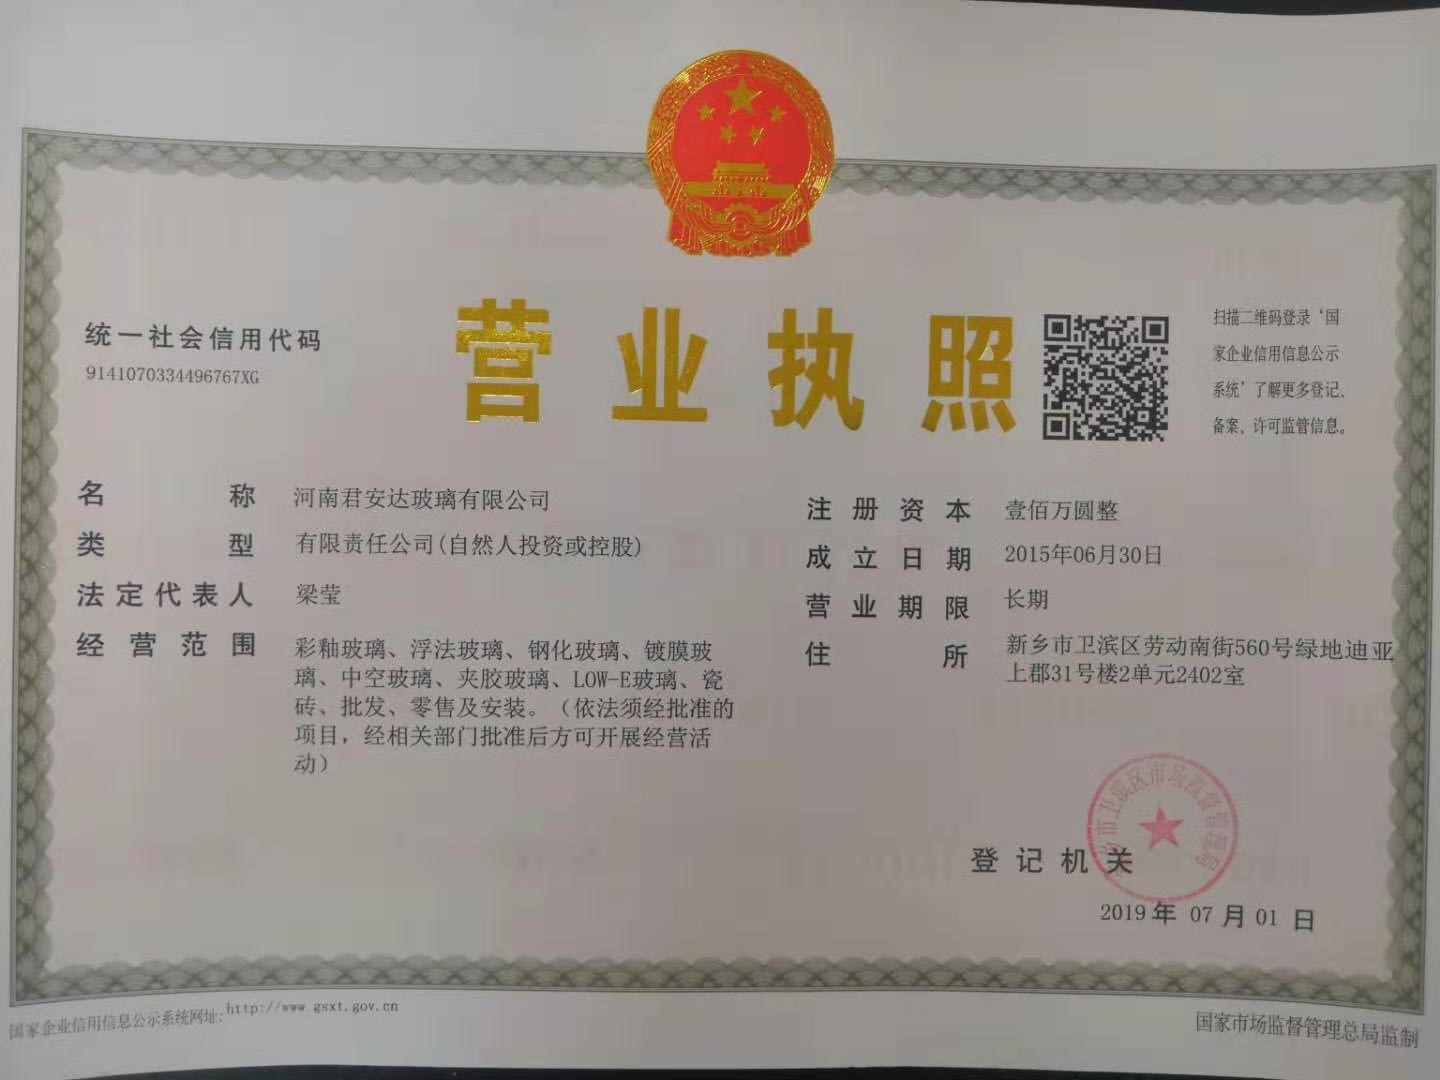 营业执照
统一社会信用代码
9141070334496767XG
扫描二维码登录‘国
家企业信用信息公示
系统’了解更多登记、
备案、许可监管信息。
名称 河南君安达玻璃有限公司
类型 有限责任公司(自然人投资或控股)
法定代表人 梁莹
经营范围 彩釉玻璃、浮法玻璃、钢化玻璃、镀膜玻
璃、中空玻璃、夹胶玻璃、LOW-E玻璃、瓷
砖、批发、零售及安装。（依法须经批准的
项目，经相关部门批准后方可开展经营活
动）
注册资本 壹佰万圆整
成立日期 2015年06月30日
营业期限 长期
住所 新乡市卫滨区劳动南街560号绿地迪亚
上郡31号楼2单元2402室
乡市卫滨区市场监督管理局
登记机关
2019年07月01日
国家企业信用信息公示系统网址:http://www.gsxt.gov.cn
国家市场监督管理总局监制